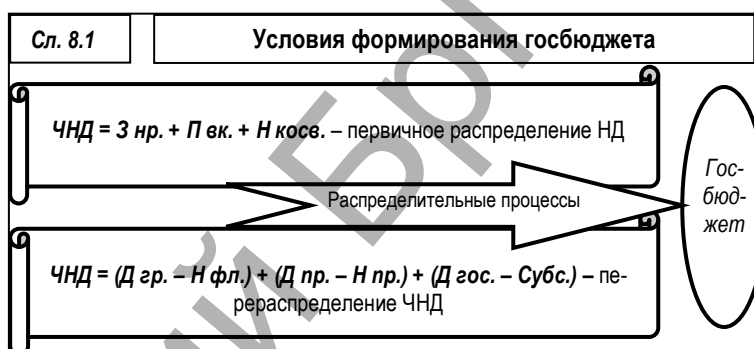 Сл. 8.1
Условия формирования госбюджета
ЧНД = З нр. + П вк. + Н косв. – первичное распределение НД
Распределительные процессы
Гос-
бюд-
жет
ЧНД = (Д гр. – Н фл.) + (Д пр. – Н пр.) + (Д гос. – Субс.) – пе-
рераспределение ЧНД